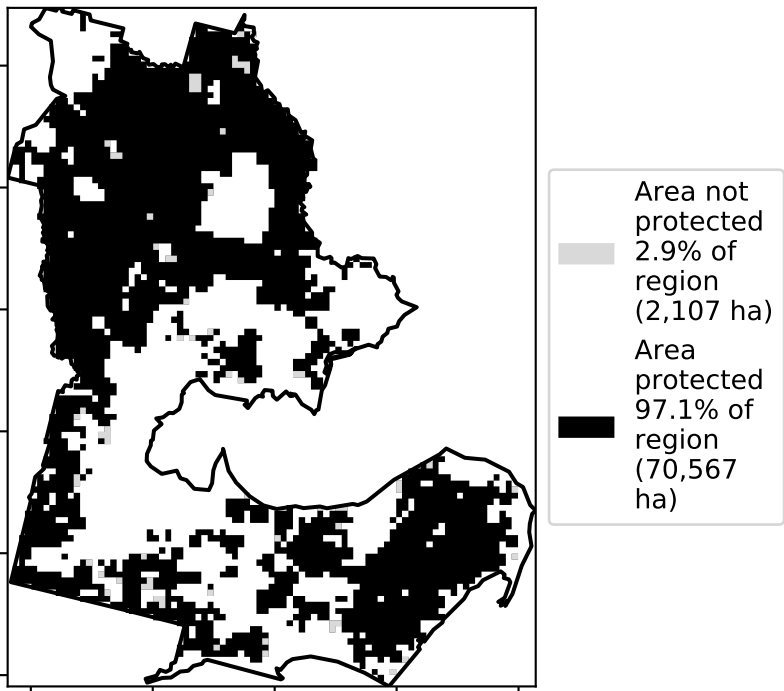 Area not
protected
2.9% of
region
(2,107 ha)
Area
protected
97.1% of
region
(70,567
ha)